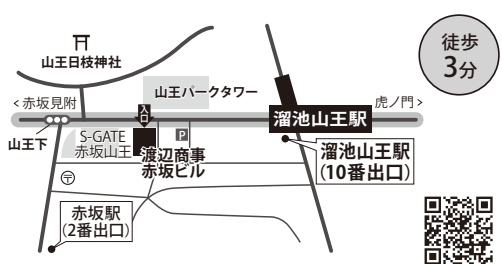 徒歩
3分
山王日枝神社
山王パークタワー
< 赤坂見附
入口
虎ノ門 >
溜池山王駅
山王下
S-GATE
赤坂山王
P
渡辺商事
赤坂ビル
溜池山王駅
(10番出口)
〒
赤坂駅
(2番出口)